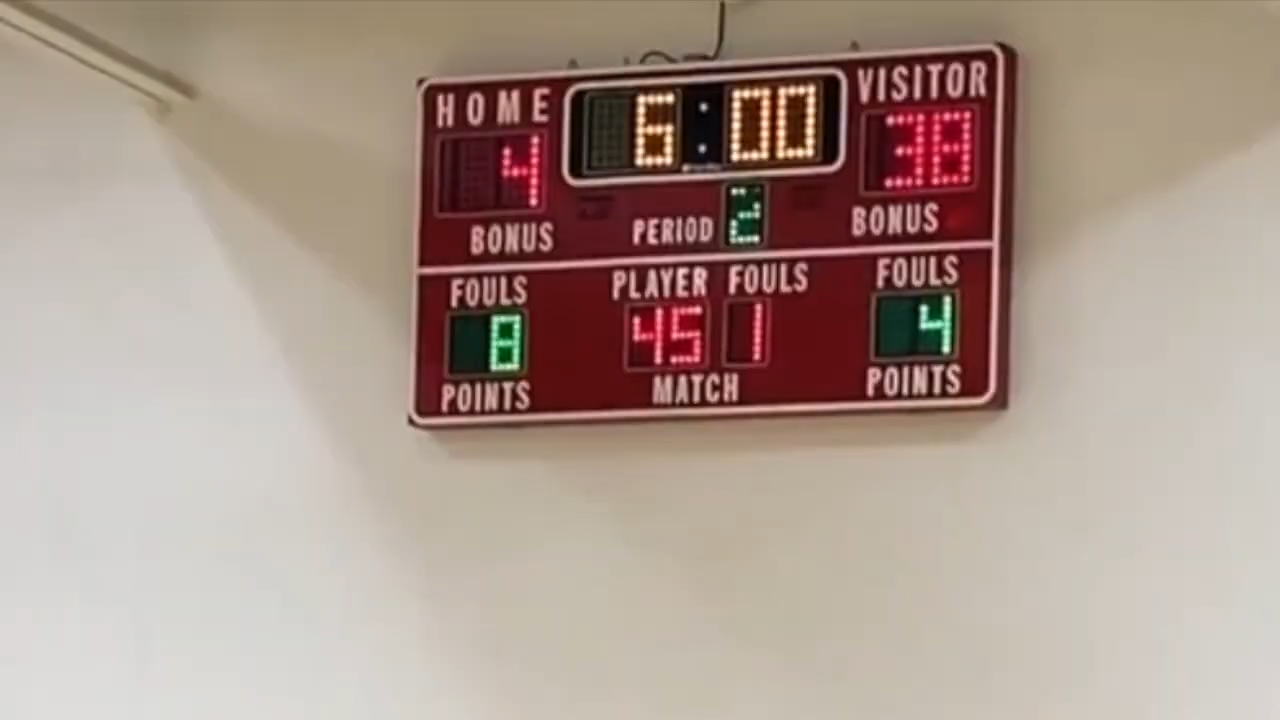 HOME 6:00 VISITOR
4 38
BONUS PERIOD 2 BONUS
FOULS PLAYER FOULS FOULS
8 45 1 4
POINTS MATCH POINTS